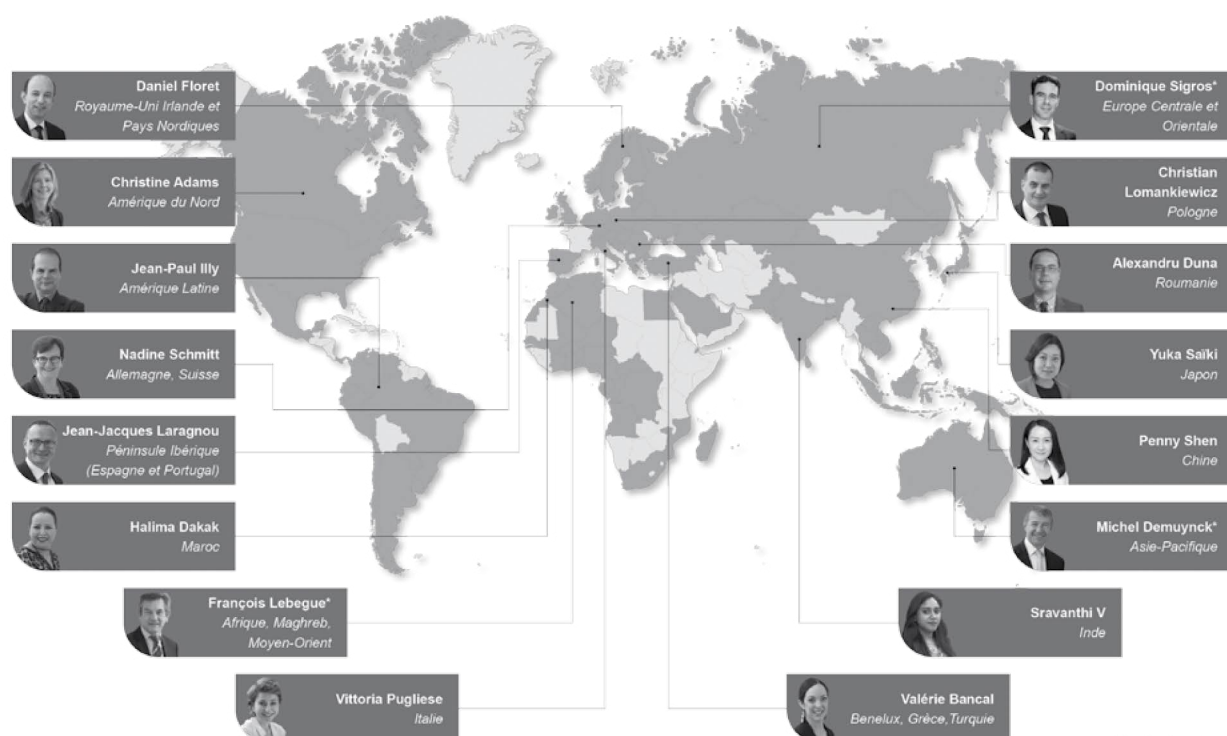 Daniel Floret
Royaume-Uni Irlande et
Pays Nordiques
Christine Adams
Amérique du Nord
Jean-Paul Illy
Amérique Latine
Nadine Schmitt
Allemagne, Suisse
Jean-Jacques Laragnou
Péninsule Ibérique
(Espagne et Portugal)
Halima Dakak
Maroc
François Lebegue*
Afrique, Maghreb,
Moyen-Orient
Vittoria Pugliese
Italie
Dominique Sigros*
Europe Centrale et
Orientale
Christian
Lomankiewicz
Pologne
Alexandru Duna
Roumanie
Yuka Saïki
Japon
Penny Shen
Chine
Michel Demuynck*
Asie-Pacifique
Sravanthi V
Inde
Valérie Bancal
Benelux, Grèce,Turquie